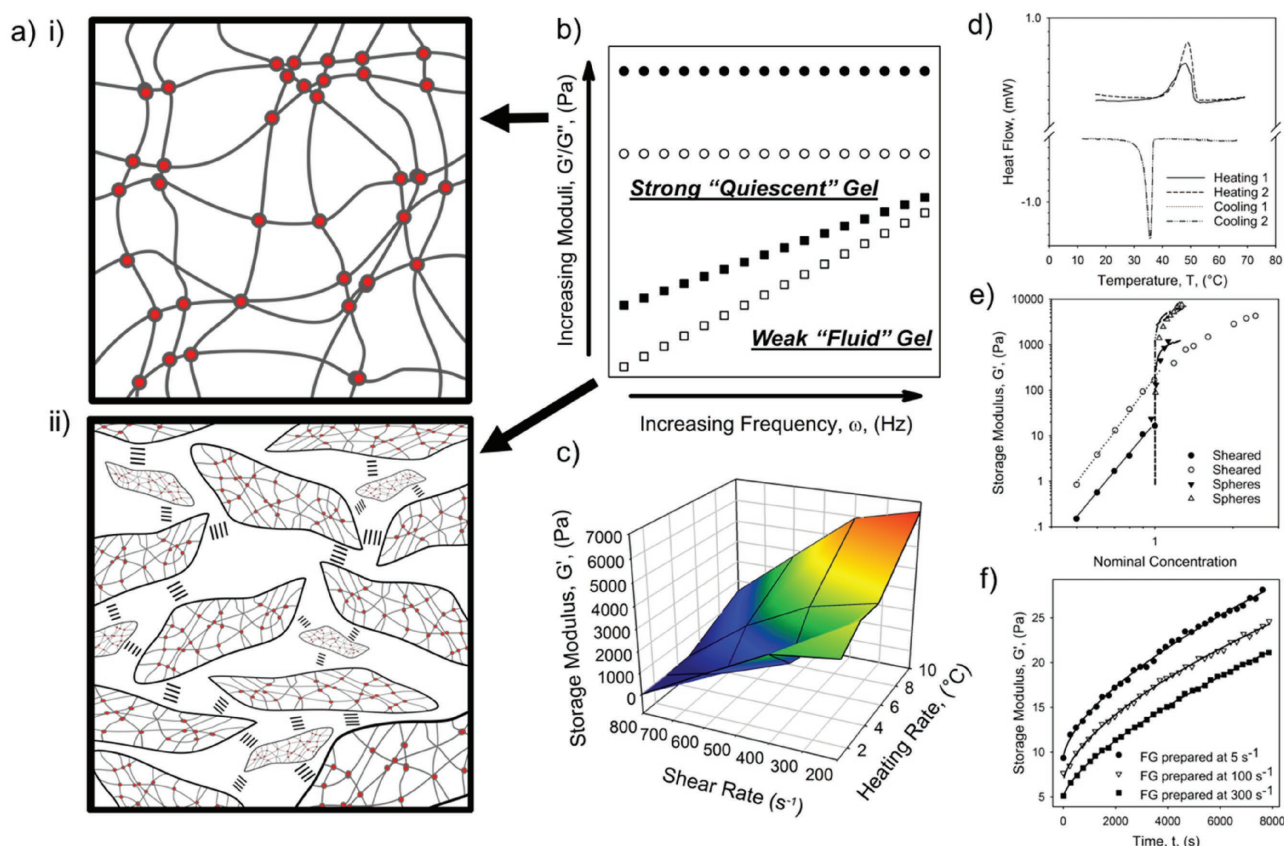 a) i)
ii)
b)
Increasing Moduli, G'/G", (Pa)
Strong "Quiescent" Gel
Weak "Fluid" Gel
Increasing Frequency, ω, (Hz)
c)
Storage Modulus, G', (Pa)
7000
6000
5000
4000
3000
2000
1000
0
800
700
600
500
400
300
200
Shear Rate (s⁻¹)
2
4
6
8
10
Heating Rate, (°C)
d)
Heat Flow, (mW)
1.0
-1.0
Heating 1
Heating 2
Cooling 1
Cooling 2
0 10 20 30 40 50 60 70 80
Temperature, T, (°C)
e)
Storage Modulus, G', (Pa)
10000
1000
100
10
1
.1
Sheared
Sheared
Spheres
Spheres
1
Nominal Concentration
f)
Storage Modulus, G', (Pa)
25
20
15
10
5
FG prepared at 5 s⁻¹
FG prepared at 100 s⁻¹
FG prepared at 300 s⁻¹
0 2000 4000 6000 8000
Time, t, (s)